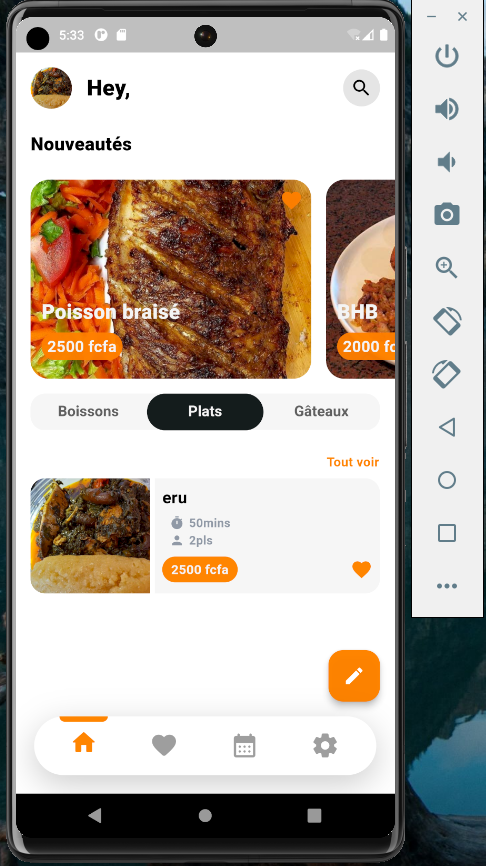 5:33
Hey,
Nouveautés
Poisson braisé
BHB
2500 fcfa
2000 fc
Boissons Plats Gâteaux
Tout voir
eru
50mins
2pls
2500 fcfa